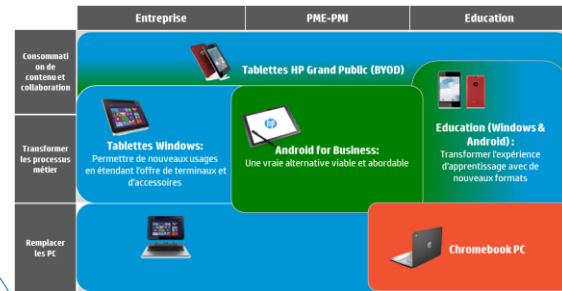 Entreprise
PME-PMI
Education
Consommati
on de
contenu et
collaboration
Tablettes HP Grand Public (BYOD)
hp
Tablettes Windows:
Permettre de nouveaux usages
en étendant l'offre de terminaux et
d'accessoires
Android for Business:
Une vraie alternative viable et abordable
Education (Windows &
Android) :
Transformer l'expérience
d'apprentissage avec de
nouveaux formats
Transformer
les processus
métier
Remplacer
les PC
Chromebook PC